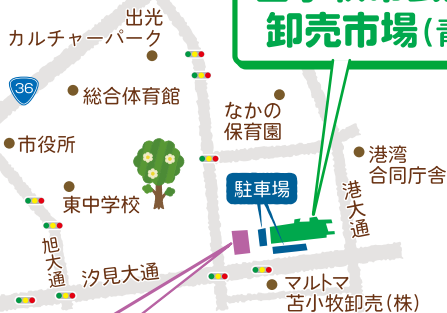 出光
カルチャーパーク
卸売市場(青
36
総合体育館
なかの
保育園
市役所
港湾
合同庁舎
駐車場
東中学校
港大通
旭大通
汐見大通
マルトマ
苫小牧卸売(株)